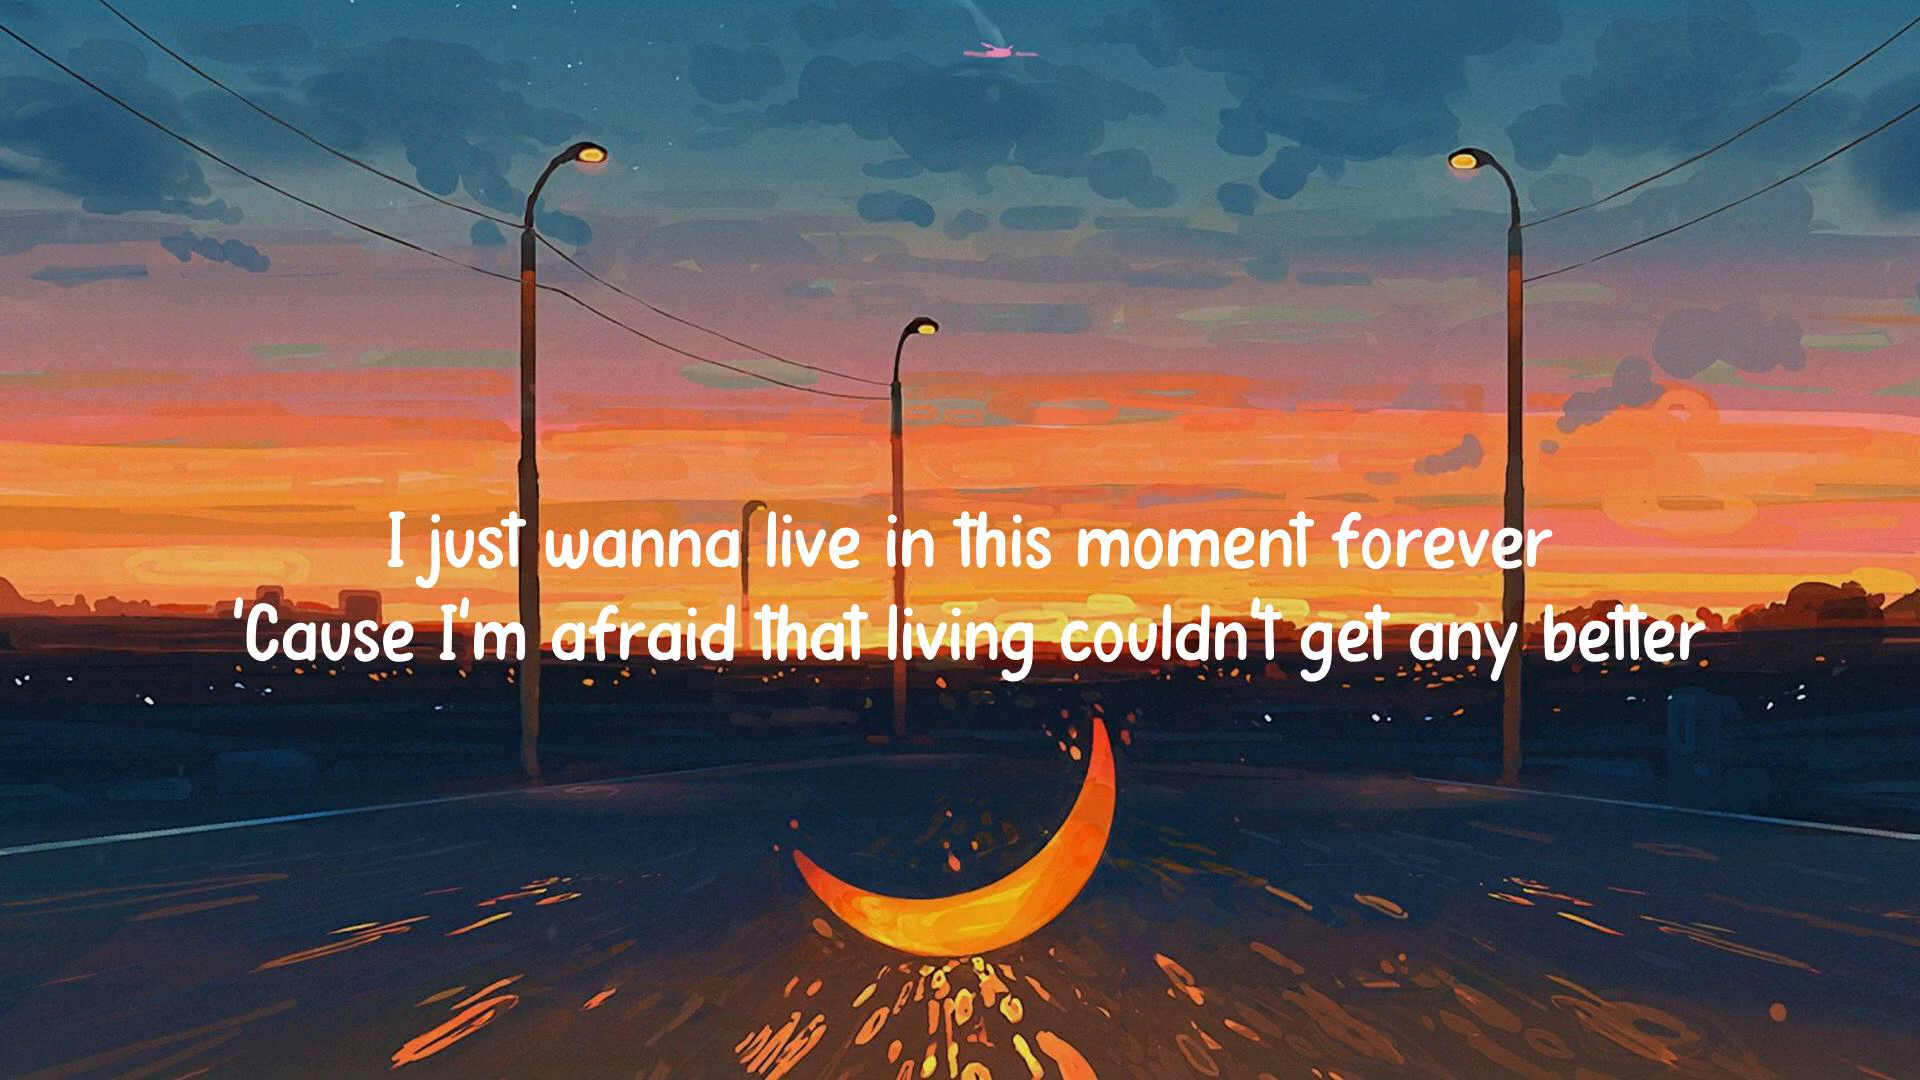 I just wanna live in this moment forever
'Cause I'm afraid that living couldn't get any better